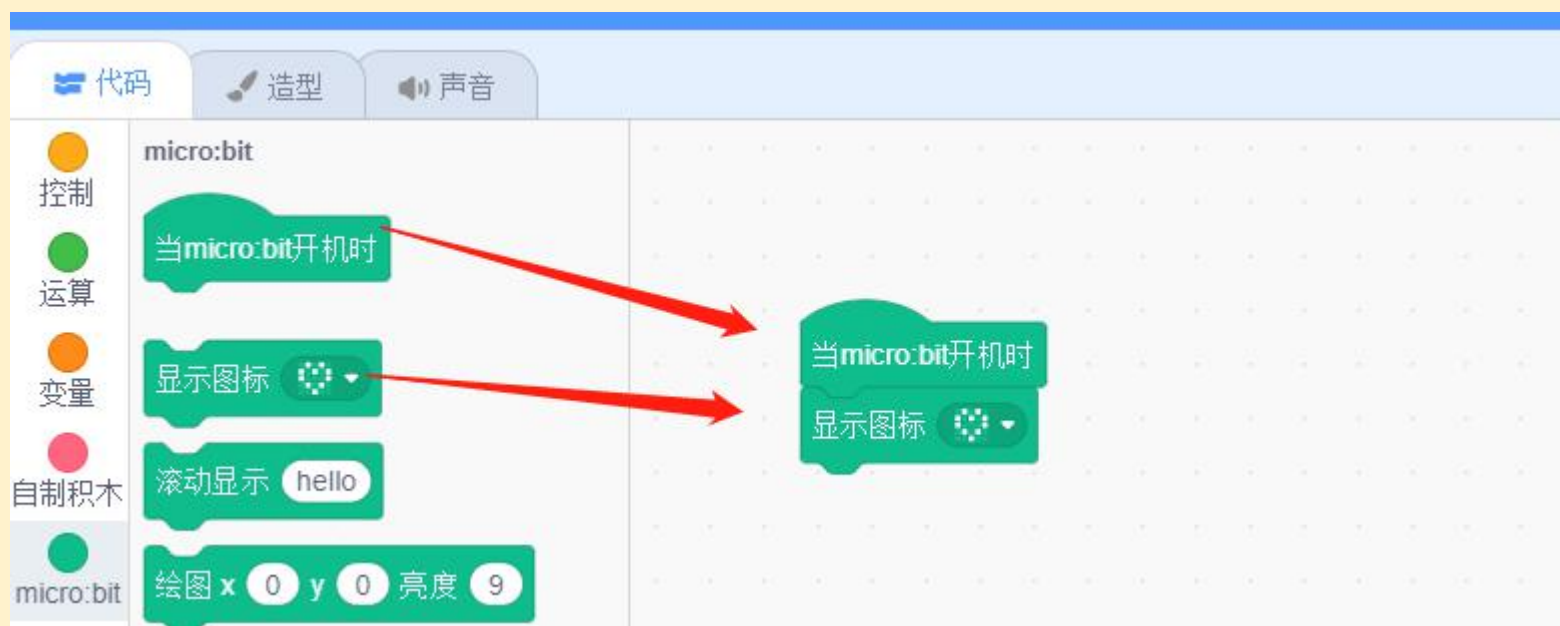 代码
造型
声音
控制
运算
变量
自制积木
micro:bit
micro:bit
当micro:bit开机时
显示图标
滚动显示 hello
绘图 x 0 y 0 亮度 9
当micro:bit开机时
显示图标